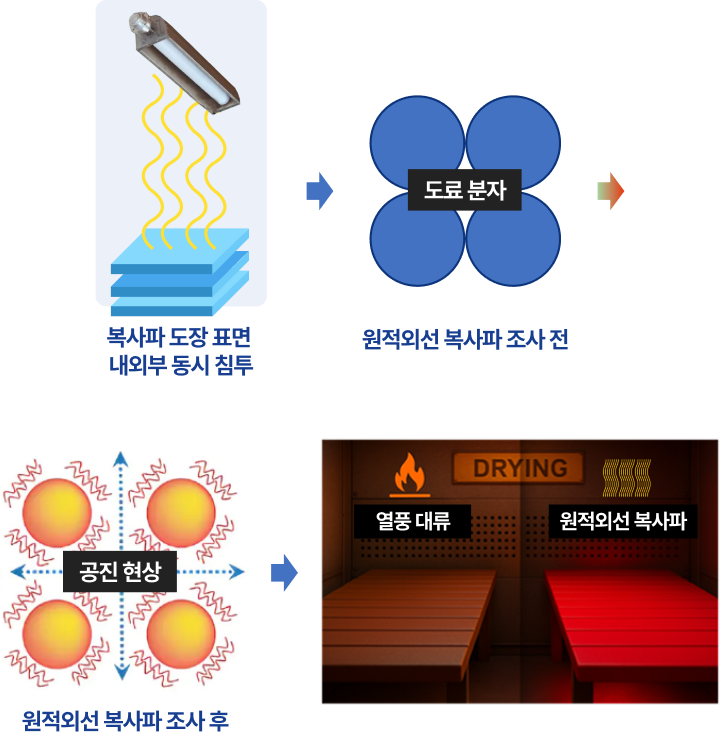 도료 분자
복사파 도장 표면
내외부 동시 침투
원적외선 복사파 조사 전
DRYING
열풍 대류
원적외선 복사파
공진 현상
원적외선 복사파 조사 후